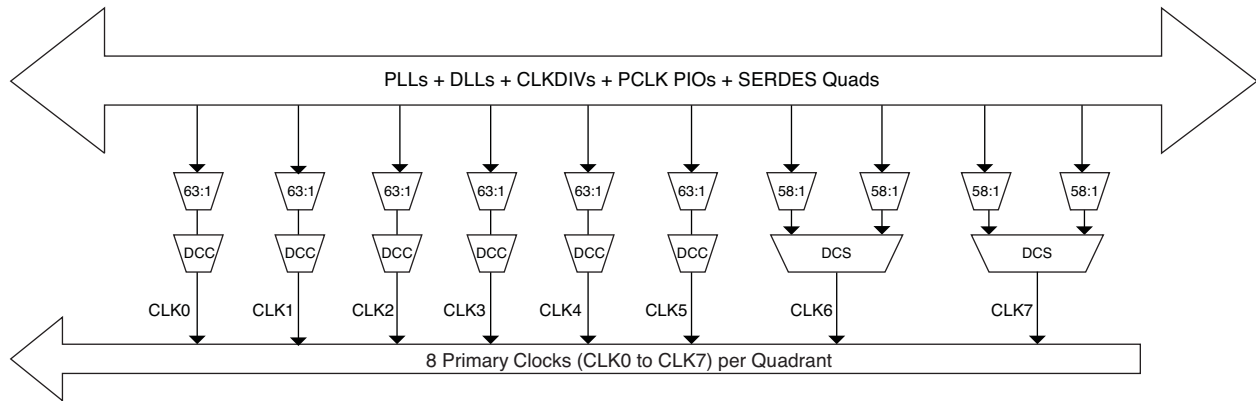 PLLs + DLLs + CLKDIVs + PCLK PIOs + SERDES Quads
63:1 63:1 63:1 63:1 63:1 63:1 58:1 58:1 58:1 58:1
DCC DCC DCC DCC DCC DCC DCS DCS
CLK0 CLK1 CLK2 CLK3 CLK4 CLK5 CLK6 CLK7
8 Primary Clocks (CLK0 to CLK7) per Quadrant